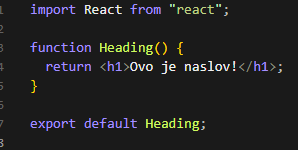 import React from "react";
function Heading() {
return <h1>Ovo je naslov!</h1>;
}
export default Heading;